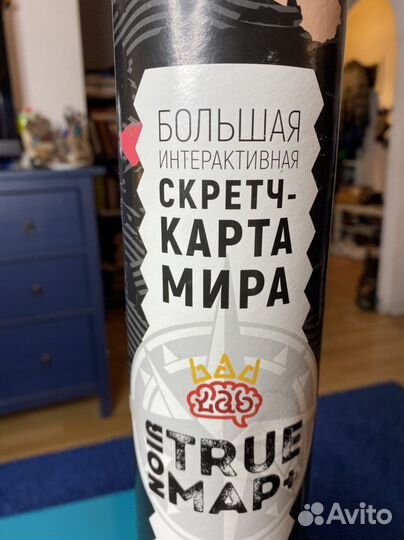 БОЛЬШАЯ
ИНТЕРАКТИВНАЯ
СКРЕТЧ-
КАРТА
МИРА
bad
Lab
NOIR
TRUE
MAP+
Avito